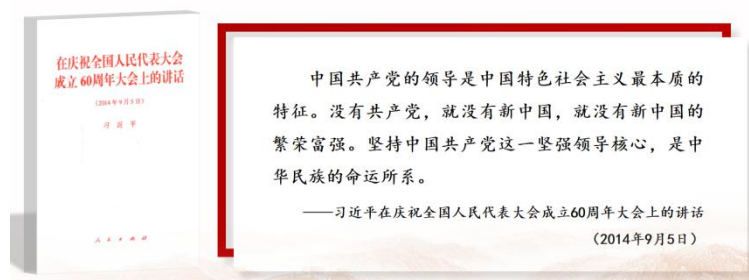 在庆祝全国人民代表大会
成立60周年大会上的讲话
(2014年9月5日)
习近平
人民出版社
中国共产党的领导是中国特色社会主义最本质的
特征。没有共产党，就没有新中国，就没有新中国的
繁荣富强。坚持中国共产党这一坚强领导核心，是中
华民族的命运所系。
——习近平在庆祝全国人民代表大会成立60周年大会上的讲话
（2014年9月5日）